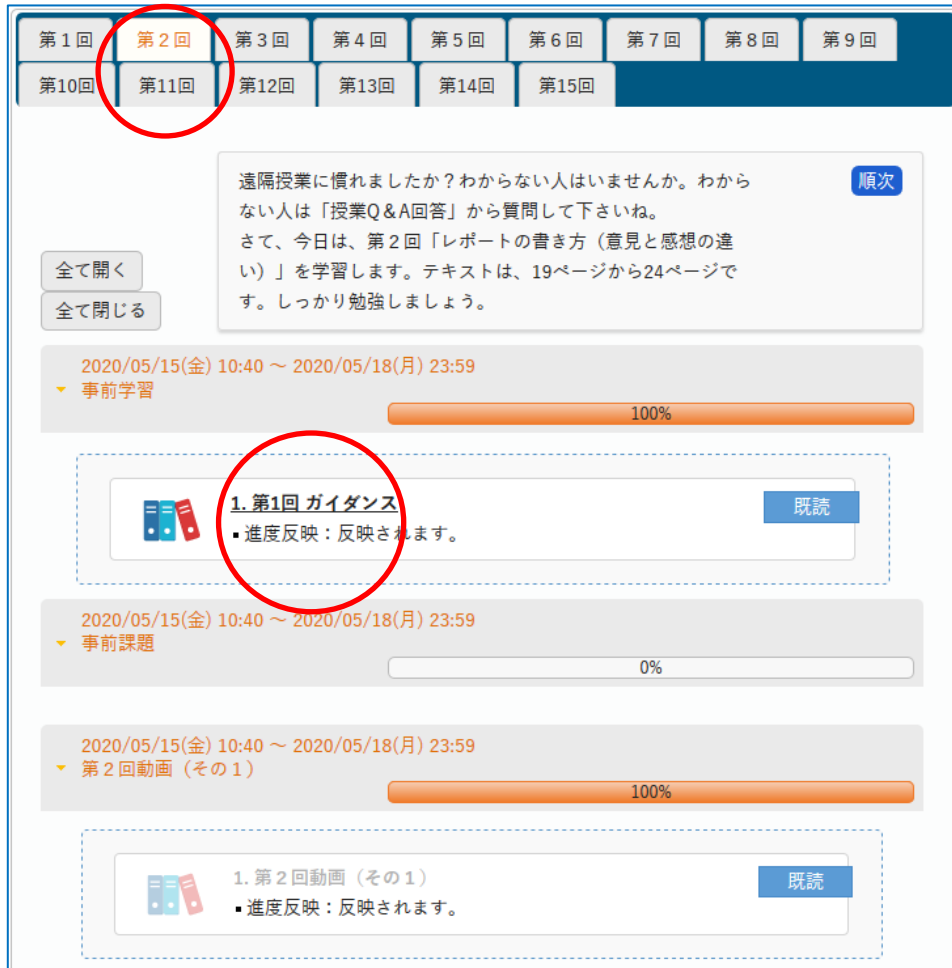 第１回 第２回 第３回 第４回 第５回 第６回 第７回 第８回 第９回
第10回 第11回 第12回 第13回 第14回 第15回
遠隔授業に慣れましたか？わからない人はいませんか。わから
ない人は「授業Q＆A回答」から質問して下さいね。
さて、今日は、第２回「レポートの書き方（意見と感想の違
い）」を学習します。テキストは、19ページから24ページで
す。しっかり勉強しましょう。
順次
全て開く
全て閉じる
2020/05/15(金) 10:40 ～ 2020/05/18(月) 23:59
事前学習
100%
1. 第1回 ガイダンス
▪ 進度反映：反映されます。
既読
2020/05/15(金) 10:40 ～ 2020/05/18(月) 23:59
事前課題
0%
2020/05/15(金) 10:40 ～ 2020/05/18(月) 23:59
第２回動画（その１）
100%
1. 第２回動画（その１）
▪ 進度反映：反映されます。
既読